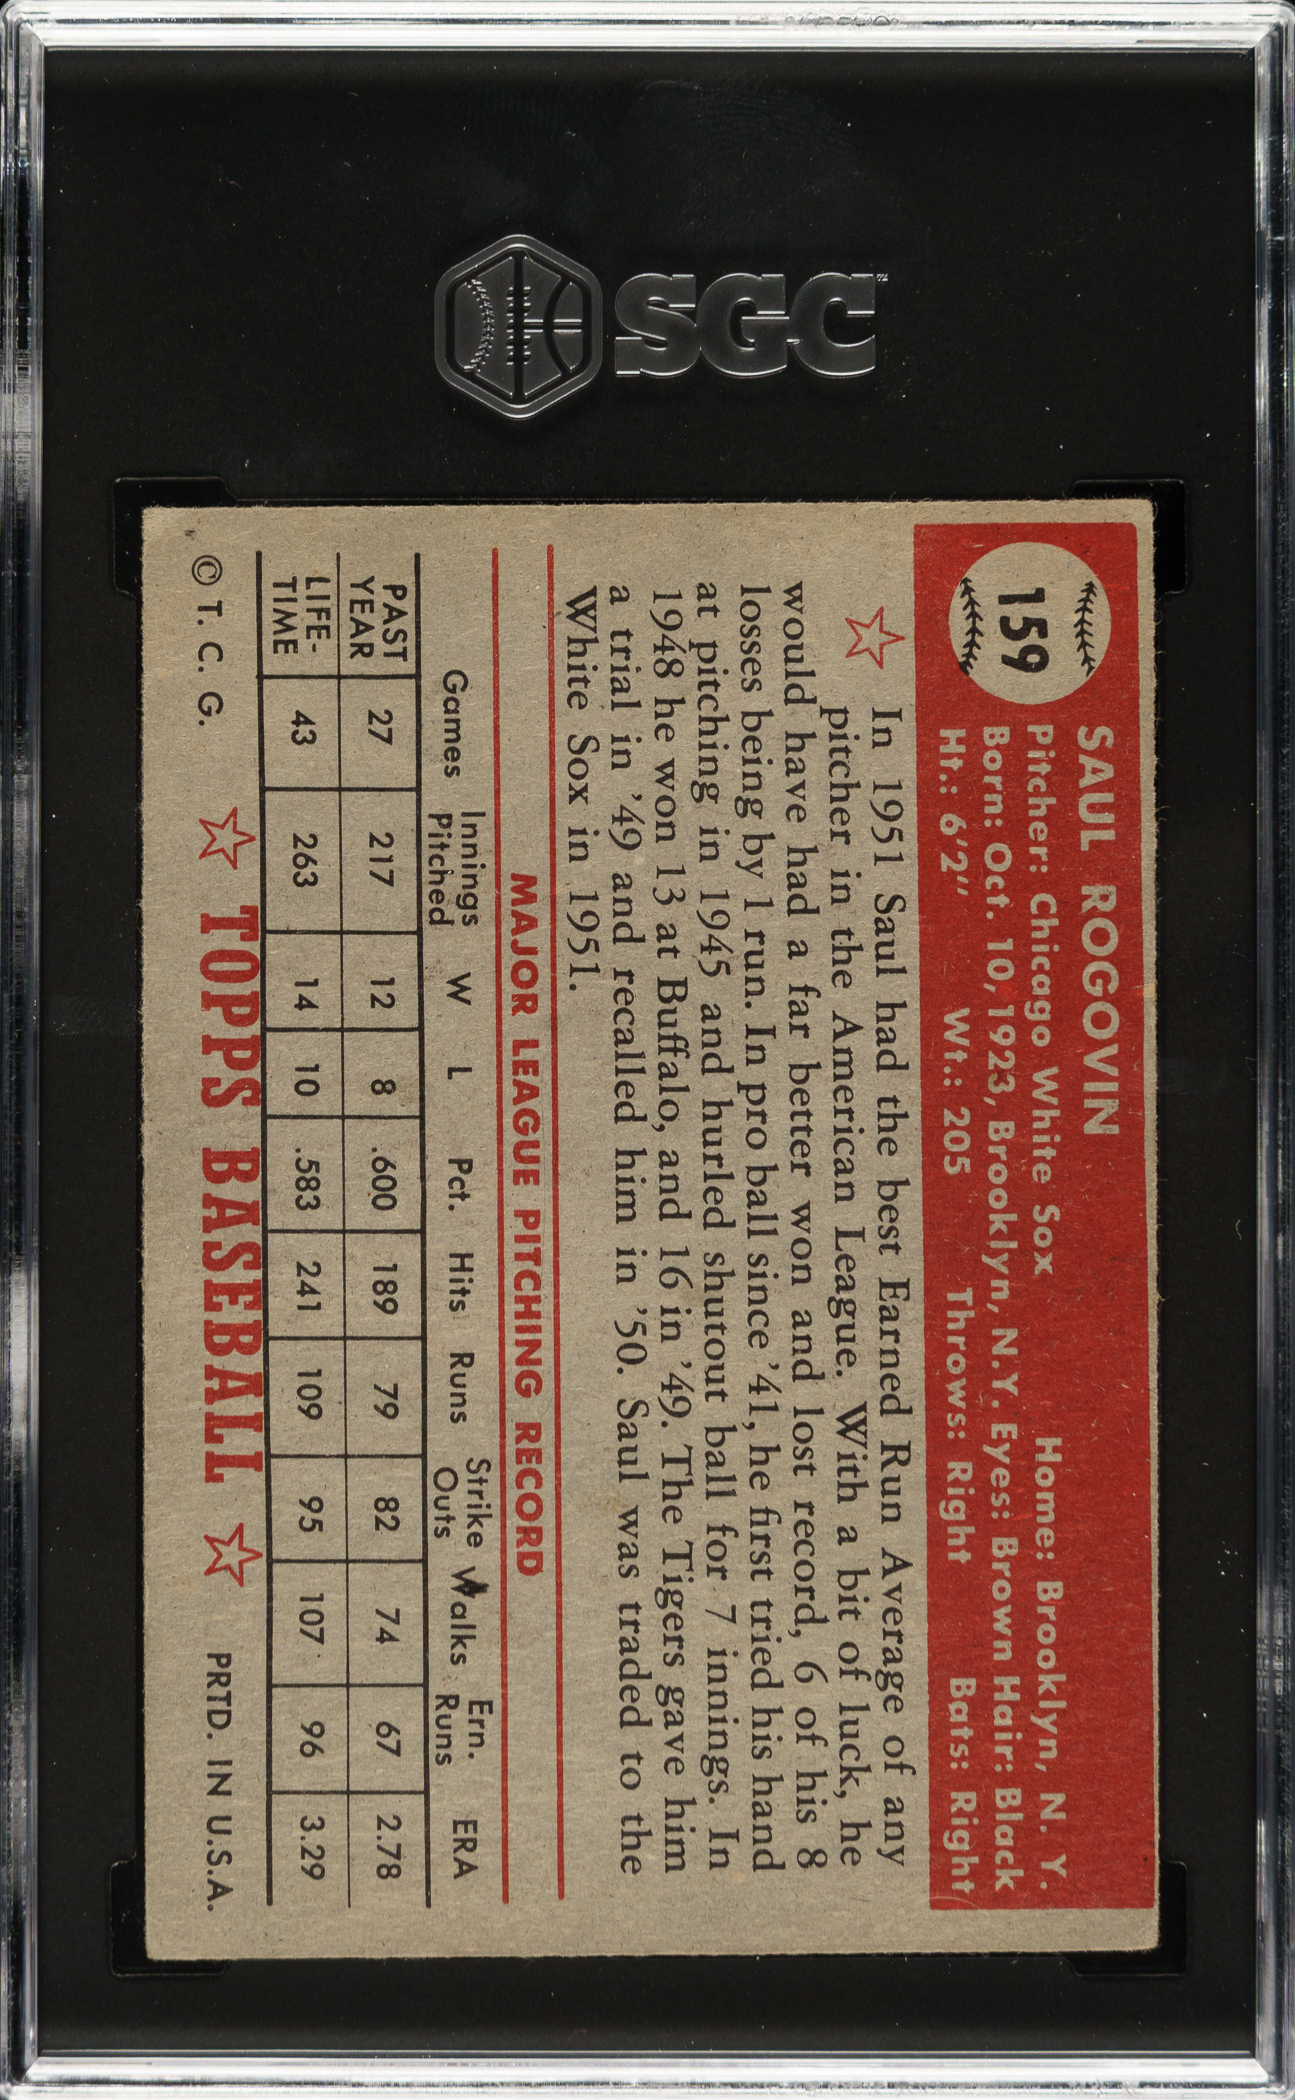 SGC
159
SAUL ROGOVIN
Pitcher: Chicago White Sox Home: Brooklyn, N. Y.
Born: Oct. 10, 1923, Brooklyn, N.Y. Eyes: Brown Hair: Black
Ht.: 6'2" Wt.: 205 Throws: Right Bats: Right
In 1951 Saul had the best Earned Run Average of any
pitcher in the American League. With a bit of luck, he
would have had a far better won and lost record, 6 of his 8
losses being by 1 run. In pro ball since '41, he first tried his hand
at pitching in 1945 and hurled shutout ball for 7 innings. In
1948 he won 13 at Buffalo, and 16 in '49. The Tigers gave him
a trial in '49 and recalled him in '50. Saul was traded to the
White Sox in 1951.
MAJOR LEAGUE PITCHING RECORD
Games Innings Pitched W L Pct. Hits Runs Strike Outs Walks Ern. Runs ERA
PAST YEAR 27 217 12 8 .600 189 79 82 74 67 2.78
LIFE-TIME 43 263 14 10 .583 241 109 95 107 96 3.29
© T. C. G. TOPPS BASEBALL PRTD. IN U.S.A.